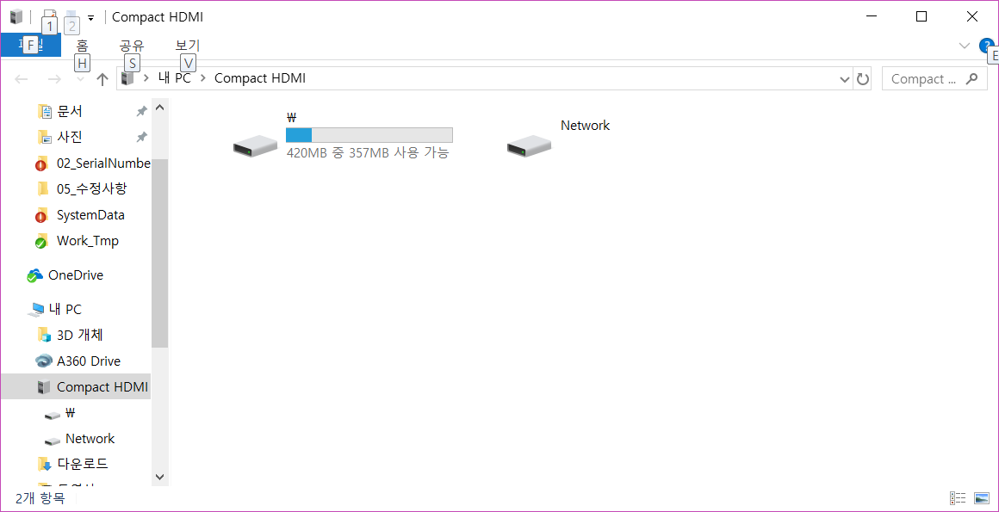 Compact HDMI
1
2
파일
F
홈
H
공유
S
보기
V
?
E
내 PC
Compact HDMI
Compact ...
문서
사진
02_SerialNumbe
05_수정사항
SystemData
Work_Tmp
OneDrive
내 PC
3D 개체
A360 Drive
Compact HDMI
₩
Network
다운로드
₩
420MB 중 357MB 사용 가능
Network
2개 항목